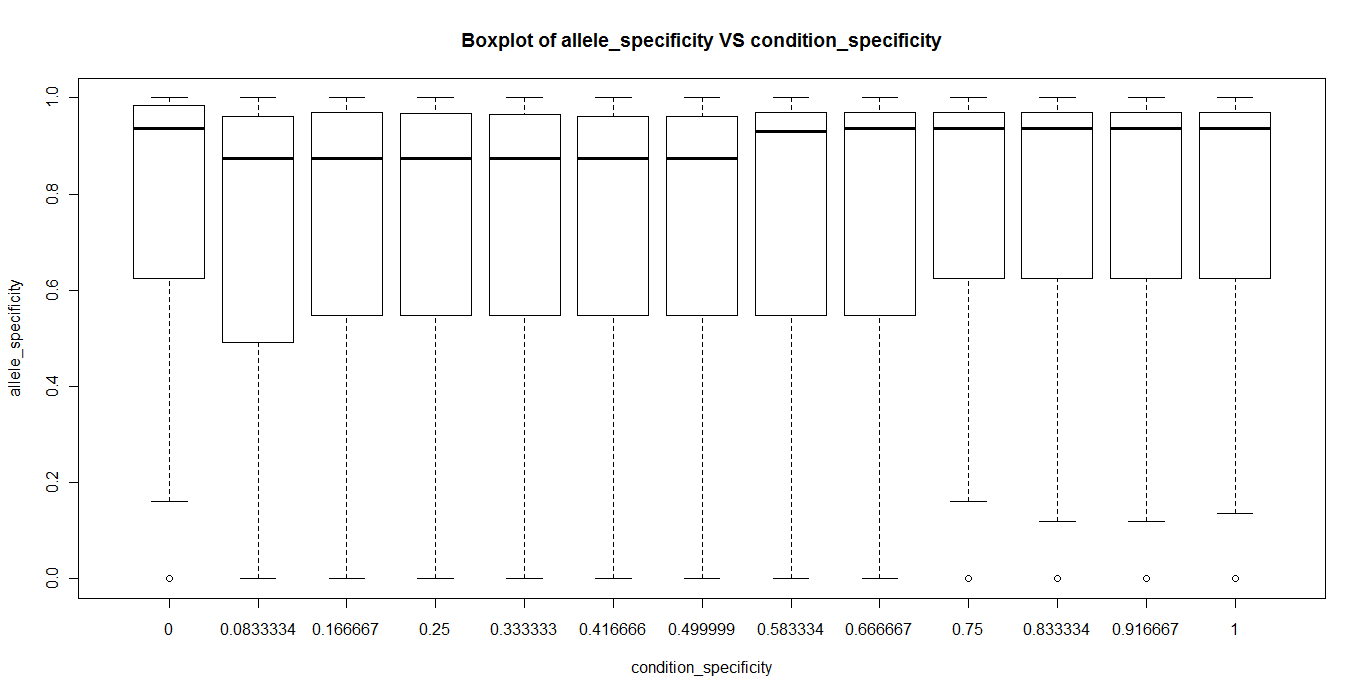 Boxplot of allele_specificity VS condition_specificity
allele_specificity
1.0
0.8
0.6
0.4
0.2
0.0
0 0.0833334 0.166667 0.25 0.333333 0.416666 0.499999 0.583334 0.666667 0.75 0.833334 0.916667 1
condition_specificity